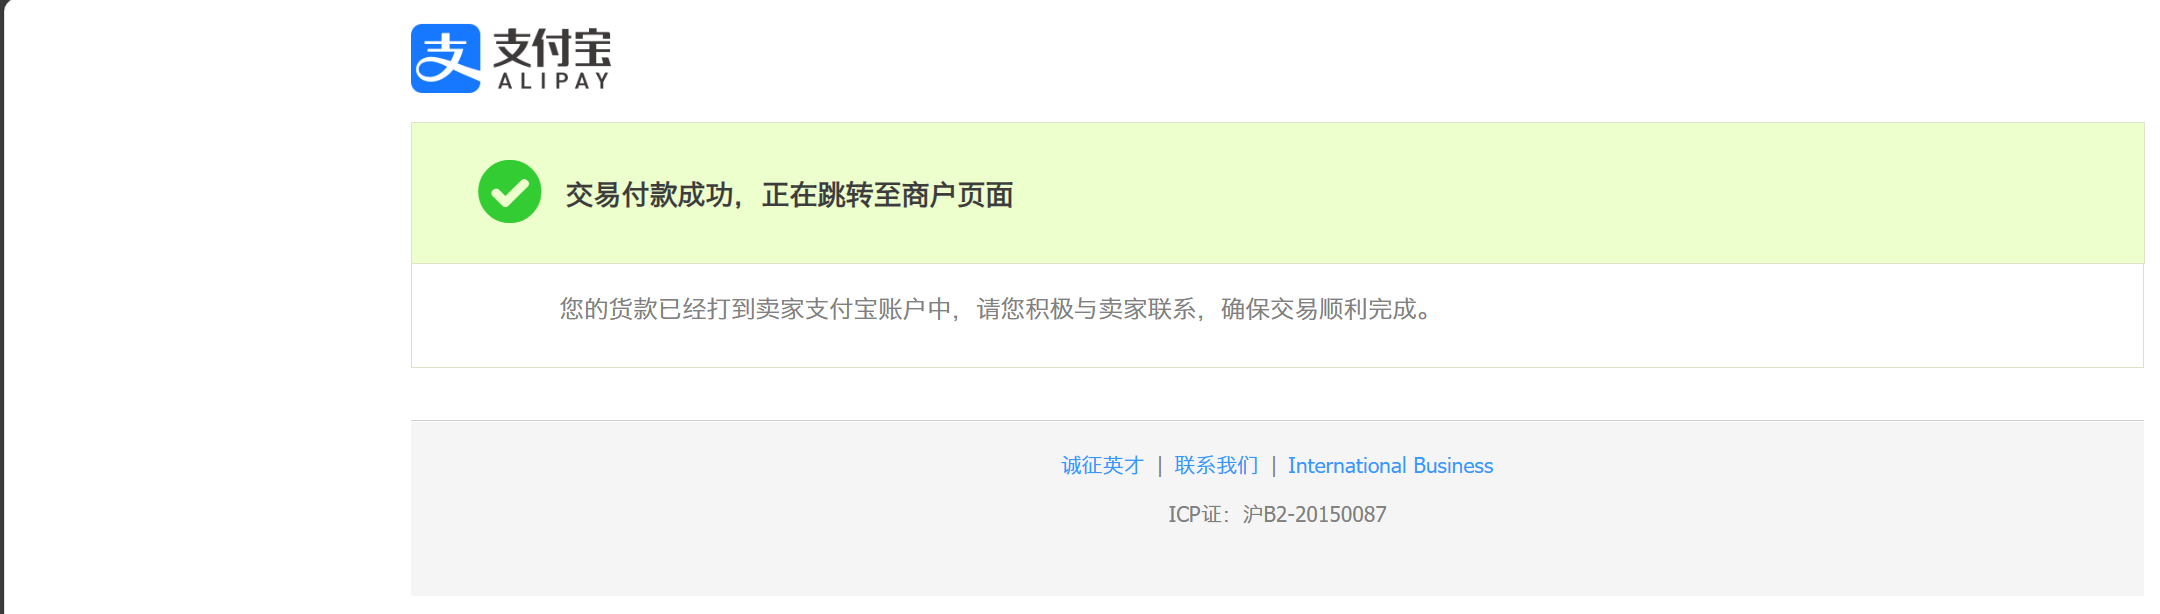 支 支付宝
ALIPAY
交易付款成功，正在跳转至商户页面
您的货款已经打到卖家支付宝账户中，请您积极与卖家联系，确保交易顺利完成。
诚征英才 | 联系我们 | International Business
ICP证：沪B2-20150087